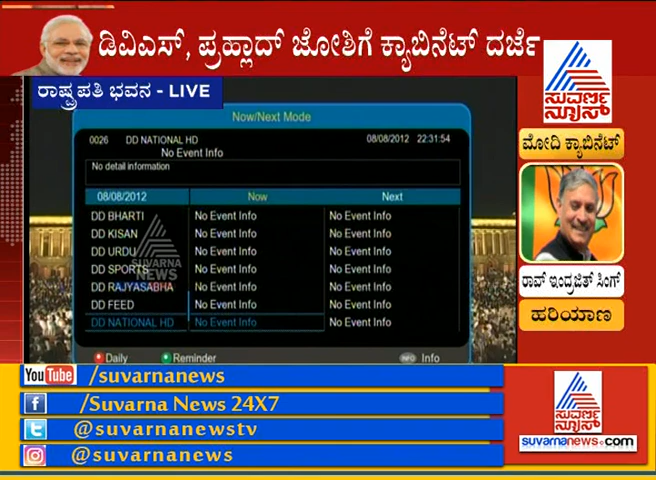 ಡಿವಿಎಸ್, ಪ್ರಹ್ಲಾದ್ ಜೋಶಿಗೆ ಕ್ಯಾಬಿನೆಟ್ ದರ್ಜೆ
ರಾಷ್ಟ್ರಪತಿ ಭವನ - LIVE
ಸುವರ್ಣ
ನ್ಯೂಸ್
Now/Next Mode
0026 DD NATIONAL HD 08/08/2012 22:31:54
No Event Info
No detail information
08/08/2012 Now Next
DD BHARTI No Event Info No Event Info
DD KISAN No Event Info No Event Info
DD URDU No Event Info No Event Info
DD SPORTS No Event Info No Event Info
DD RAJYASABHA No Event Info No Event Info
DD FEED No Event Info No Event Info
DD NATIONAL HD No Event Info No Event Info
SUVARNA
NEWS
Daily Reminder INFO Info
ಮೋದಿ ಕ್ಯಾಬಿನೆಟ್
ರಾವ್ ಇಂದ್ರಜಿತ್ ಸಿಂಗ್
ಹರಿಯಾಣ
YouTube /suvarnanews
f /Suvarna News 24X7
@suvarnanewstv
@suvarnanews
ಸುವರ್ಣ
ನ್ಯೂಸ್
suvarnanews.com